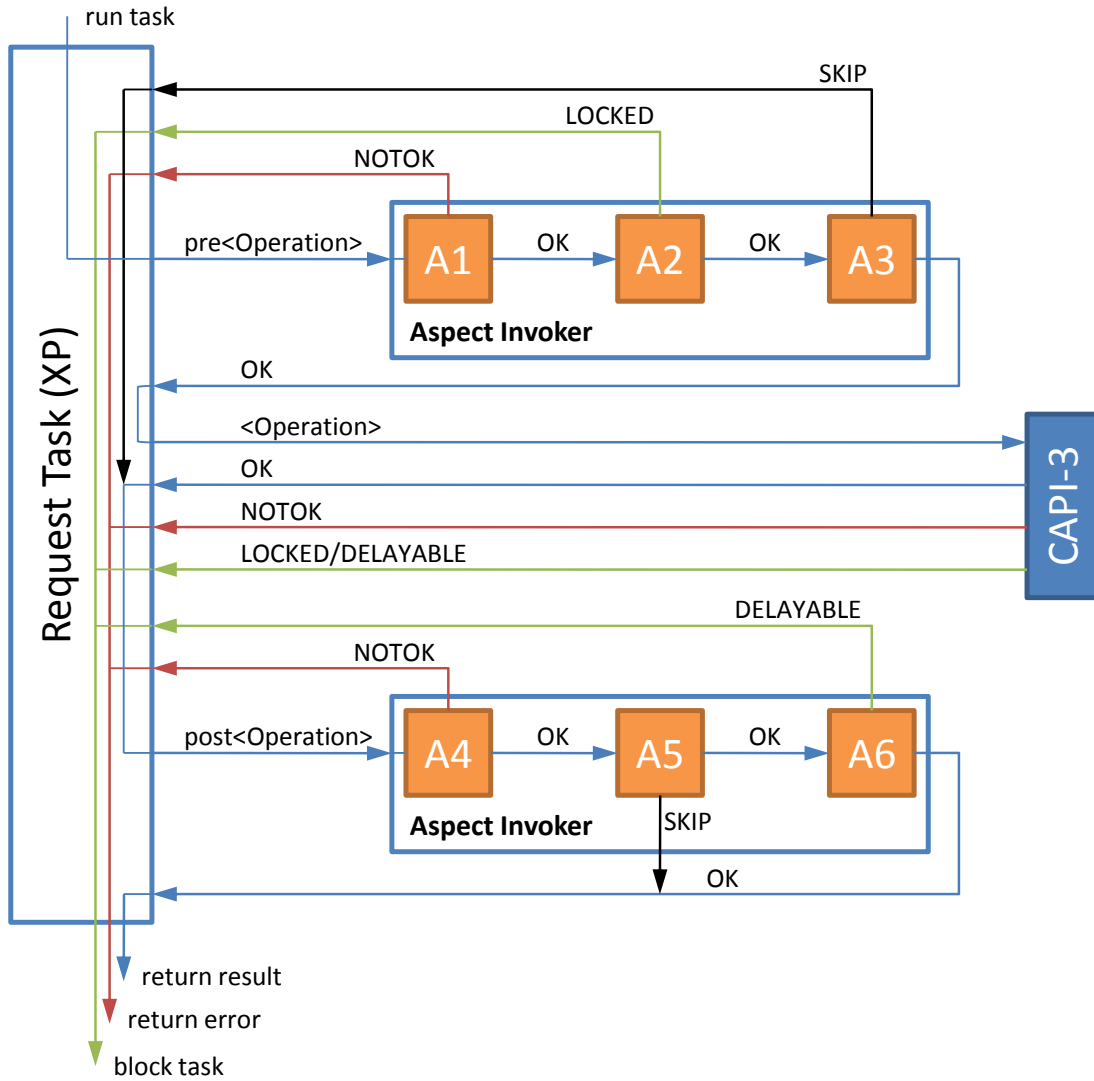 run task
SKIP
LOCKED
NOTOK
pre<Operation>
A1
OK
A2
OK
A3
Aspect Invoker
OK
<Operation>
OK
NOTOK
LOCKED/DELAYABLE
CAPI-3
Request Task (XP)
DELAYABLE
NOTOK
post<Operation>
A4
OK
A5
OK
A6
Aspect Invoker
SKIP
OK
return result
return error
block task